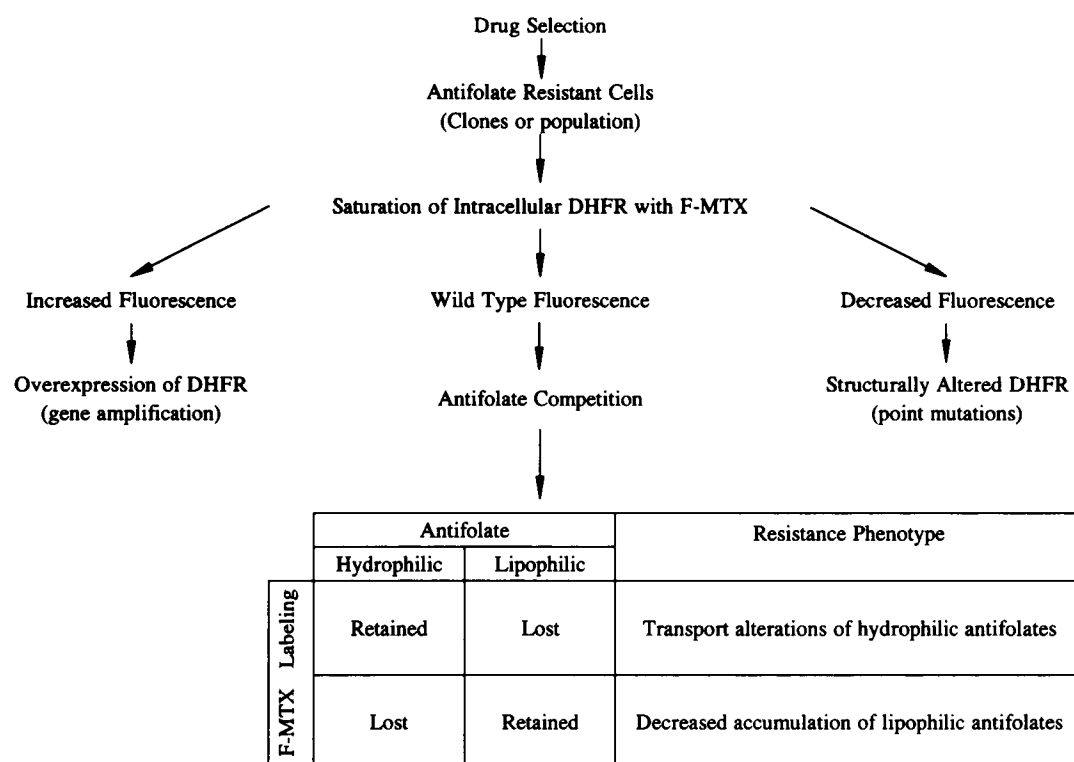 Drug Selection
Antifolate Resistant Cells
(Clones or population)
Saturation of Intracellular DHFR with F-MTX
Increased Fluorescence
Wild Type Fluorescence
Decreased Fluorescence
Overexpression of DHFR
(gene amplification)
Antifolate Competition
Structurally Altered DHFR
(point mutations)
Antifolate
Resistance Phenotype
Hydrophilic
Lipophilic
F-MTX Labeling
Retained
Lost
Transport alterations of hydrophilic antifolates
Lost
Retained
Decreased accumulation of lipophilic antifolates